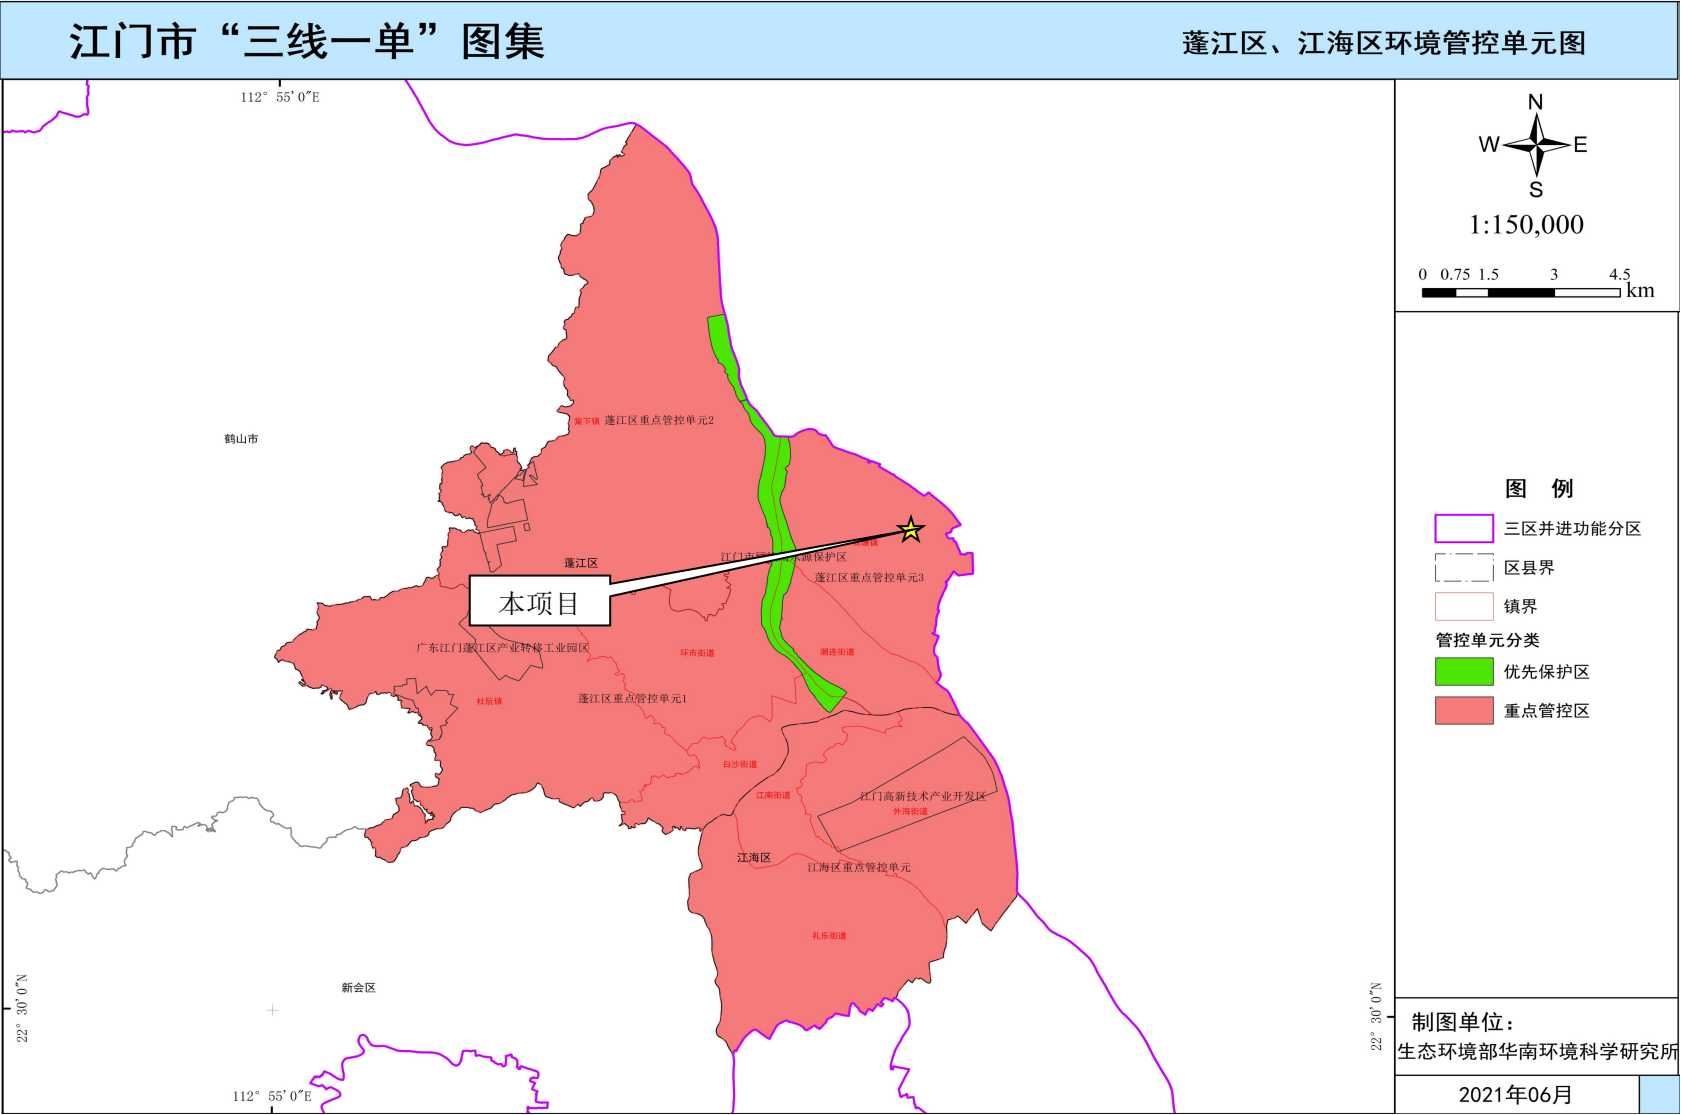 江门市“三线一单”图集
蓬江区、江海区环境管控单元图
112° 55′0″E
N
W E
S
1:150,000
0 0.75 1.5 3 4.5
km
鹤山市
棠下镇 蓬江区重点管控单元2
蓬江区
蓬江区重点管控单元3
本项目
广东江门蓬江区产业转移工业园区
环市街道
潮连街道
杜阮镇
蓬江区重点管控单元1
白沙街道
江南街道
江门高新技术产业开发区
外海街道
江海区
江海区重点管控单元
礼乐街道
新会区
22° 30′0″N
22° 30′0″N
112° 55′0″E
图 例
三区并进功能分区
区县界
镇界
管控单元分类
优先保护区
重点管控区
制图单位：
生态环境部华南环境科学研究所
2021年06月